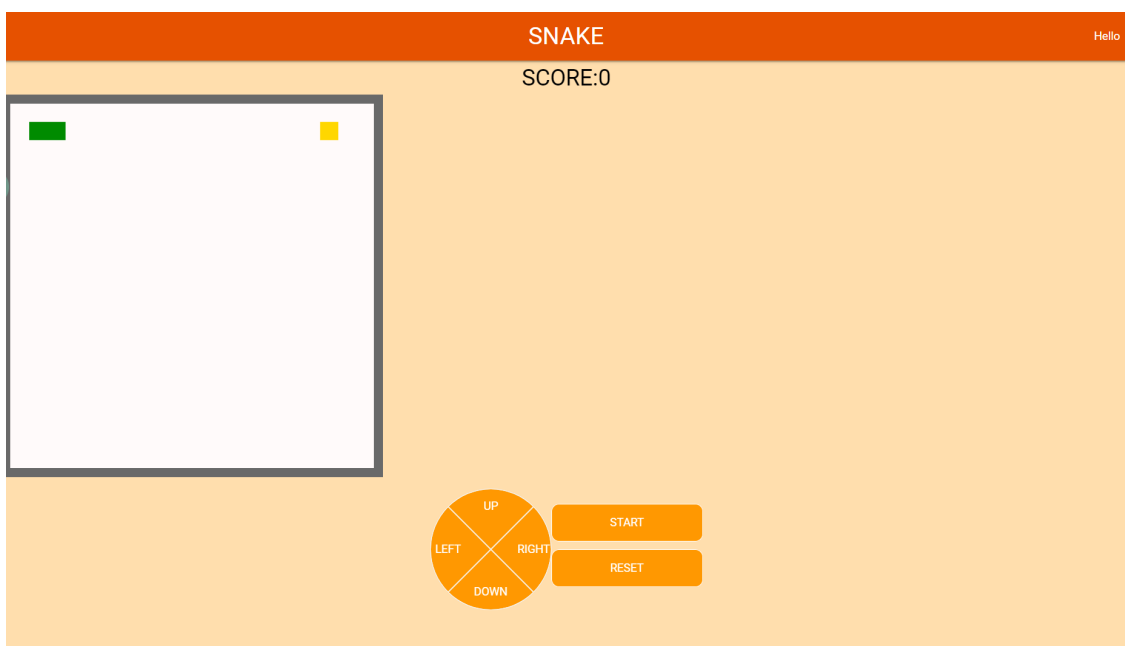 SNAKE
Hello
SCORE:0
UP
LEFT
RIGHT
DOWN
START
RESET